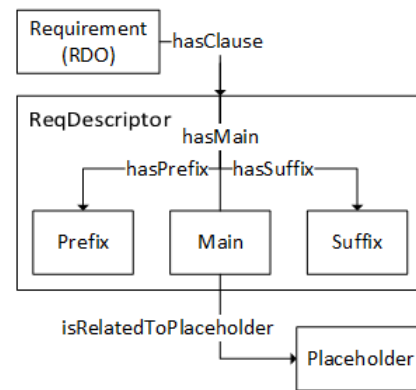 Requirement
(RDO)
hasClause
ReqDescriptor
hasMain
hasPrefix
hasSuffix
Prefix
Main
Suffix
isRelatedToPlaceholder
Placeholder